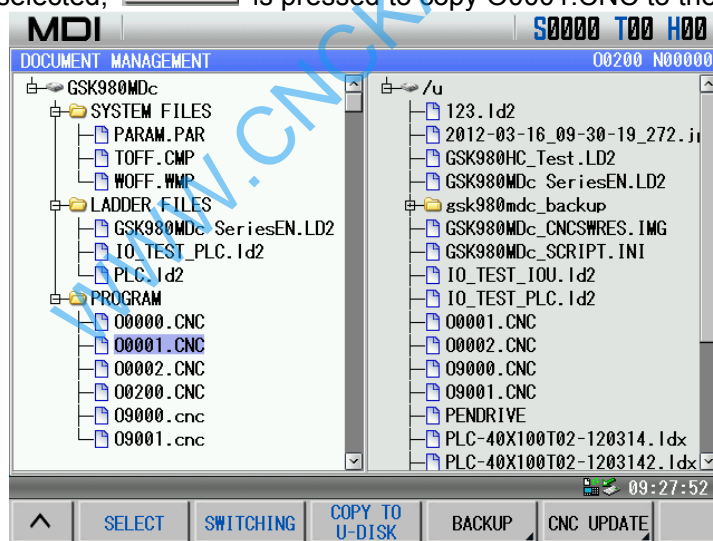 selected, is pressed to copy O0001.CNC to the
MDI S0000 T00 H00
DOCUMENT MANAGEMENT O0200 N00000
GSK980MDc
SYSTEM FILES
PARAM.PAR
TOFF.CMP
WOFF.WMP
LADDER FILES
GSK980MDc SeriesEN.LD2
IO_TEST_PLC.ld2
PLC.ld2
PROGRAM
O0000.CNC
O0001.CNC
O0002.CNC
O0200.CNC
O9000.cnc
O9001.cnc
/u
123.ld2
2012-03-16_09-30-19_272.j
GSK980HC_Test.LD2
GSK980MDc SeriesEN.LD2
gsk980mdc_backup
GSK980MDc_CNCSWRES.IMG
GSK980MDc_SCRIPT.INI
IO_TEST_IOU.ld2
IO_TEST_PLC.ld2
O0001.CNC
O0002.CNC
O9000.CNC
O9001.CNC
PENDRIVE
PLC-40X100T02-120314.ldx
PLC-40X100T02-1203142.ldx
09:27:52
SELECT SWITCHING COPY TO U-DISK BACKUP CNC UPDATE
WWW.CNCK